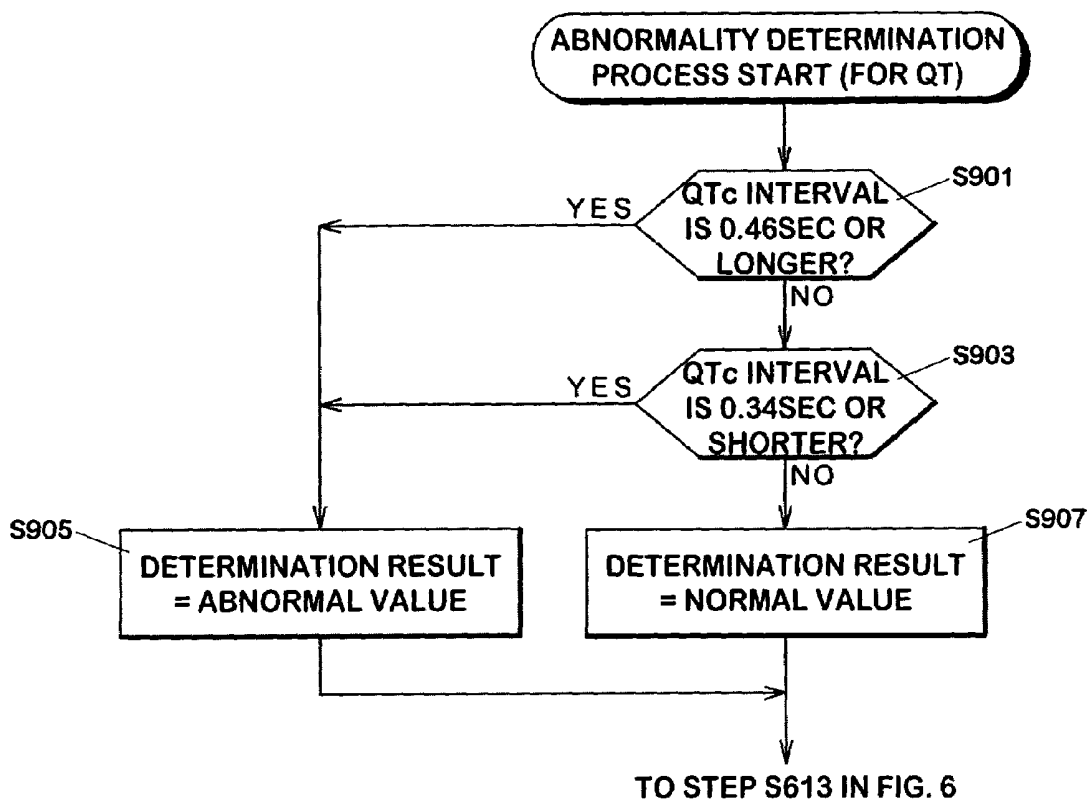 ABNORMALITY DETERMINATION
PROCESS START (FOR QT)
S901
QTc INTERVAL
IS 0.46SEC OR
LONGER?
YES
NO
S903
QTc INTERVAL
IS 0.34SEC OR
SHORTER?
YES
NO
S905
DETERMINATION RESULT
= ABNORMAL VALUE
S907
DETERMINATION RESULT
= NORMAL VALUE
TO STEP S613 IN FIG. 6